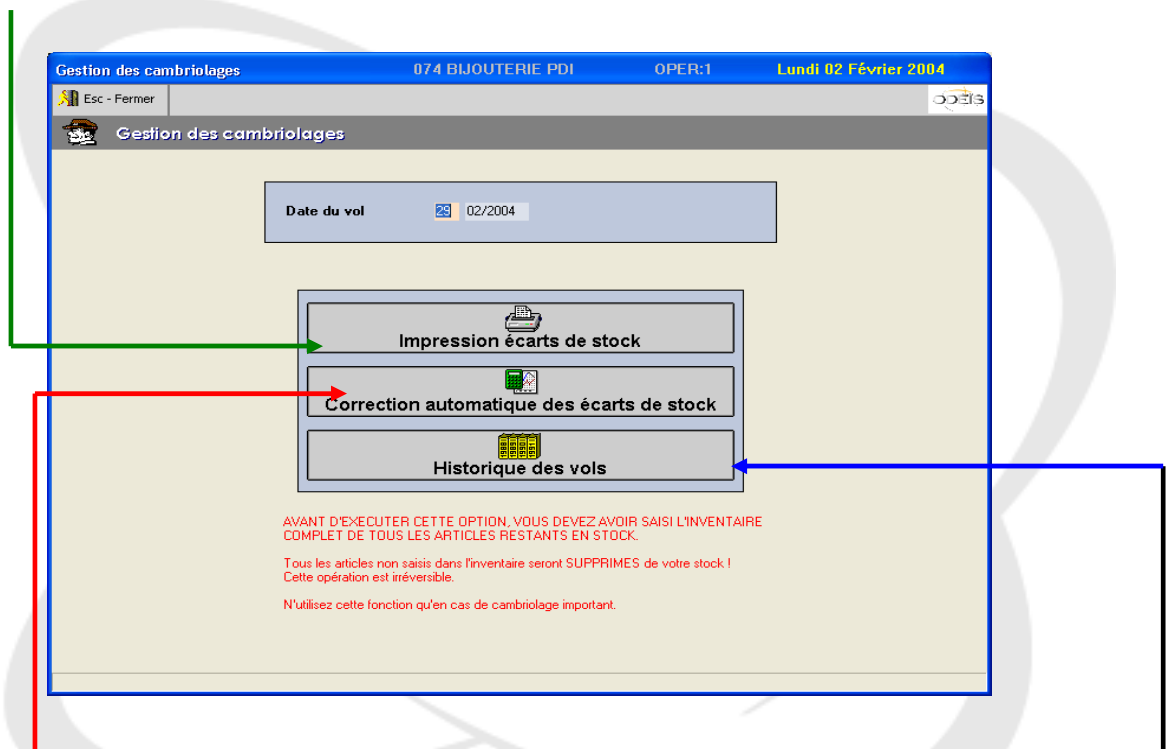 Gestion des cambriolages 074 BIJOUTERIE PDI OPER:1 Lundi 02 Février 2004
Esc - Fermer
Gestion des cambriolages
Date du vol 29 02/2004
Impression écarts de stock
Correction automatique des écarts de stock
Historique des vols
AVANT D'EXECUTER CETTE OPTION, VOUS DEVEZ AVOIR SAISI L'INVENTAIRE
COMPLET DE TOUS LES ARTICLES RESTANTS EN STOCK.
Tous les articles non saisis dans l'inventaire seront SUPPRIMES de votre stock !
Cette opération est irréversible.
N'utilisez cette fonction qu'en cas de cambriolage important.